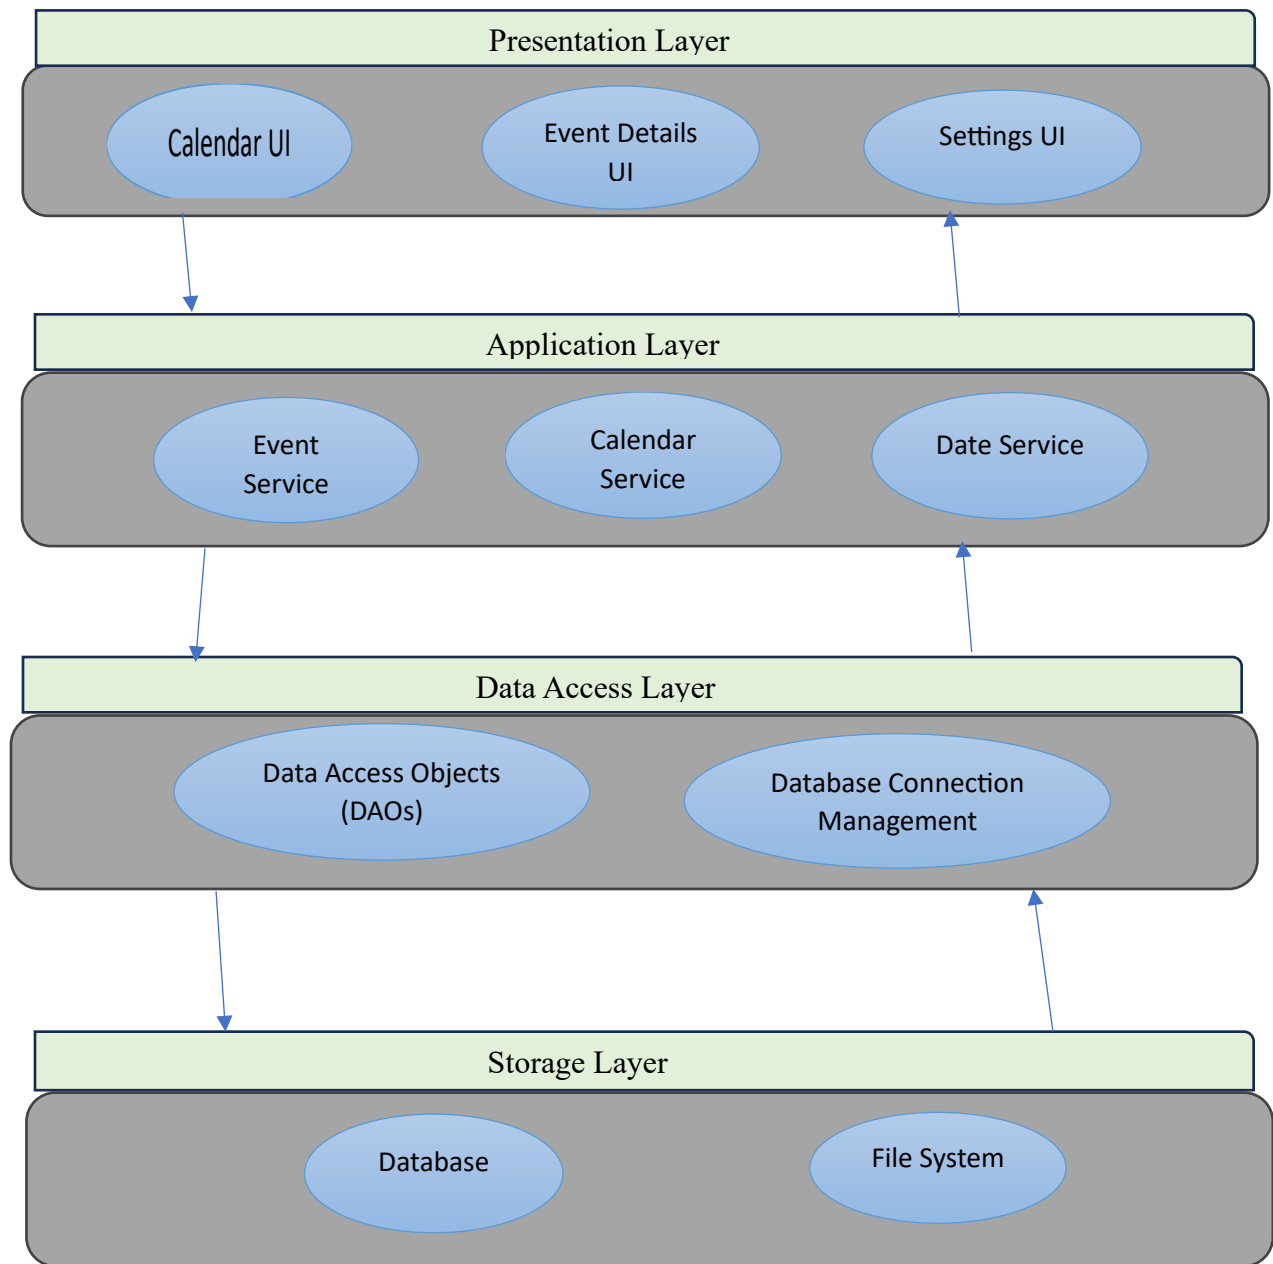 Presentation Layer
Calendar UI
Event Details
UI
Settings UI
Application Layer
Event
Service
Calendar
Service
Date Service
Data Access Layer
Data Access Objects
(DAOs)
Database Connection
Management
Storage Layer
Database
File System